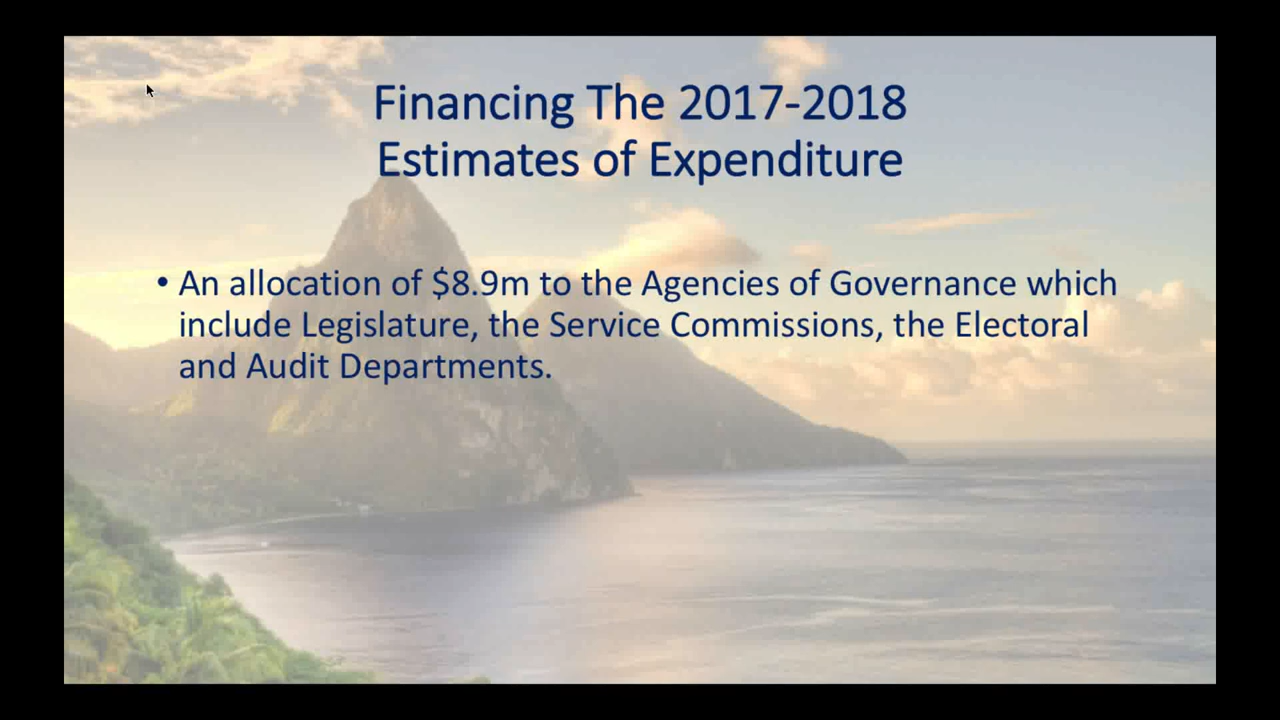 Financing The 2017-2018
Estimates of Expenditure
• An allocation of $8.9m to the Agencies of Governance which
include Legislature, the Service Commissions, the Electoral
and Audit Departments.